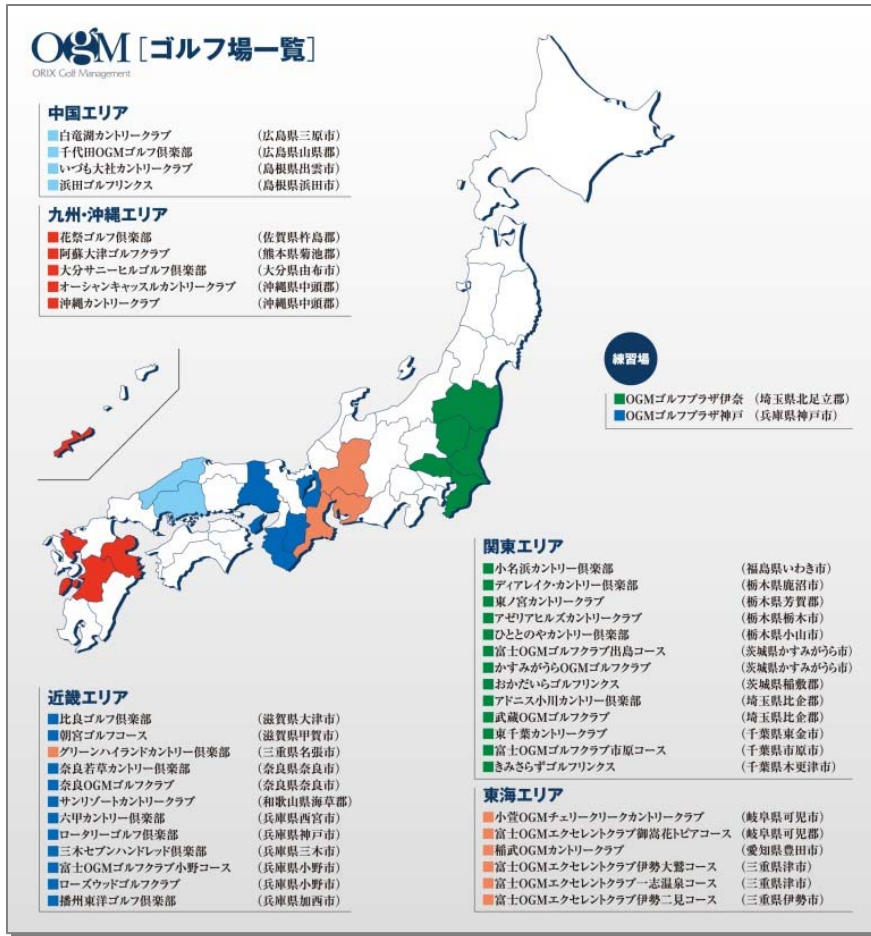 OGM［ゴルフ場一覧］
ORIX Golf Management
中国エリア
白竜湖カントリークラブ （広島県三原市）
千代田OGMゴルフ倶楽部 （広島県山県郡）
いづも大社カントリークラブ （島根県出雲市）
浜田ゴルフリンクス （島根県浜田市）
九州・沖縄エリア
花祭ゴルフ倶楽部 （佐賀県杵島郡）
阿蘇大津ゴルフクラブ （熊本県菊池郡）
大分サニーヒルゴルフ倶楽部 （大分県由布市）
オーシャンキャッスルカントリークラブ （沖縄県中頭郡）
沖縄カントリークラブ （沖縄県中頭郡）
練習場
OGMゴルフプラザ伊奈 （埼玉県北足立郡）
OGMゴルフプラザ神戸 （兵庫県神戸市）
関東エリア
小名浜カントリー倶楽部 （福島県いわき市）
ディアレイク・カントリー倶楽部 （栃木県鹿沼市）
東ノ宮カントリークラブ （栃木県芳賀郡）
アゼリアヒルズカントリークラブ （栃木県栃木市）
ひととのやカントリー倶楽部 （栃木県小山市）
富士OGMゴルフクラブ出島コース （茨城県かすみがうら市）
かすみがうらOGMゴルフクラブ （茨城県かすみがうら市）
おかだいらゴルフリンクス （茨城県稲敷郡）
アドニス小川カントリー倶楽部 （埼玉県比企郡）
武蔵OGMゴルフクラブ （埼玉県比企郡）
東千葉カントリークラブ （千葉県東金市）
富士OGMゴルフクラブ市原コース （千葉県市原市）
きみさらずゴルフリンクス （千葉県木更津市）
近畿エリア
比良ゴルフ倶楽部 （滋賀県大津市）
朝宮ゴルフコース （滋賀県甲賀市）
グリーンハイランドカントリー倶楽部 （三重県名張市）
奈良若草カントリー倶楽部 （奈良県奈良市）
奈良OGMゴルフクラブ （奈良県奈良市）
サンリゾートカントリークラブ （和歌山県海草郡）
六甲カントリー倶楽部 （兵庫県西宮市）
ロータリーゴルフ倶楽部 （兵庫県神戸市）
三木セブンハンドレッド倶楽部 （兵庫県三木市）
富士OGMゴルフクラブ小野コース （兵庫県小野市）
ローズウッドゴルフクラブ （兵庫県小野市）
播州東洋ゴルフ倶楽部 （兵庫県加西市）
東海エリア
小萱OGMチェリークリークカントリークラブ （岐阜県可児市）
富士OGMエクセレントクラブ御嵩花トピアコース （岐阜県可児郡）
稲武OGMカントリークラブ （愛知県豊田市）
富士OGMエクセレントクラブ伊勢大鷲コース （三重県津市）
富士OGMエクセレントクラブ一志温泉コース （三重県津市）
富士OGMエクセレントクラブ伊勢二見コース （三重県伊勢市）